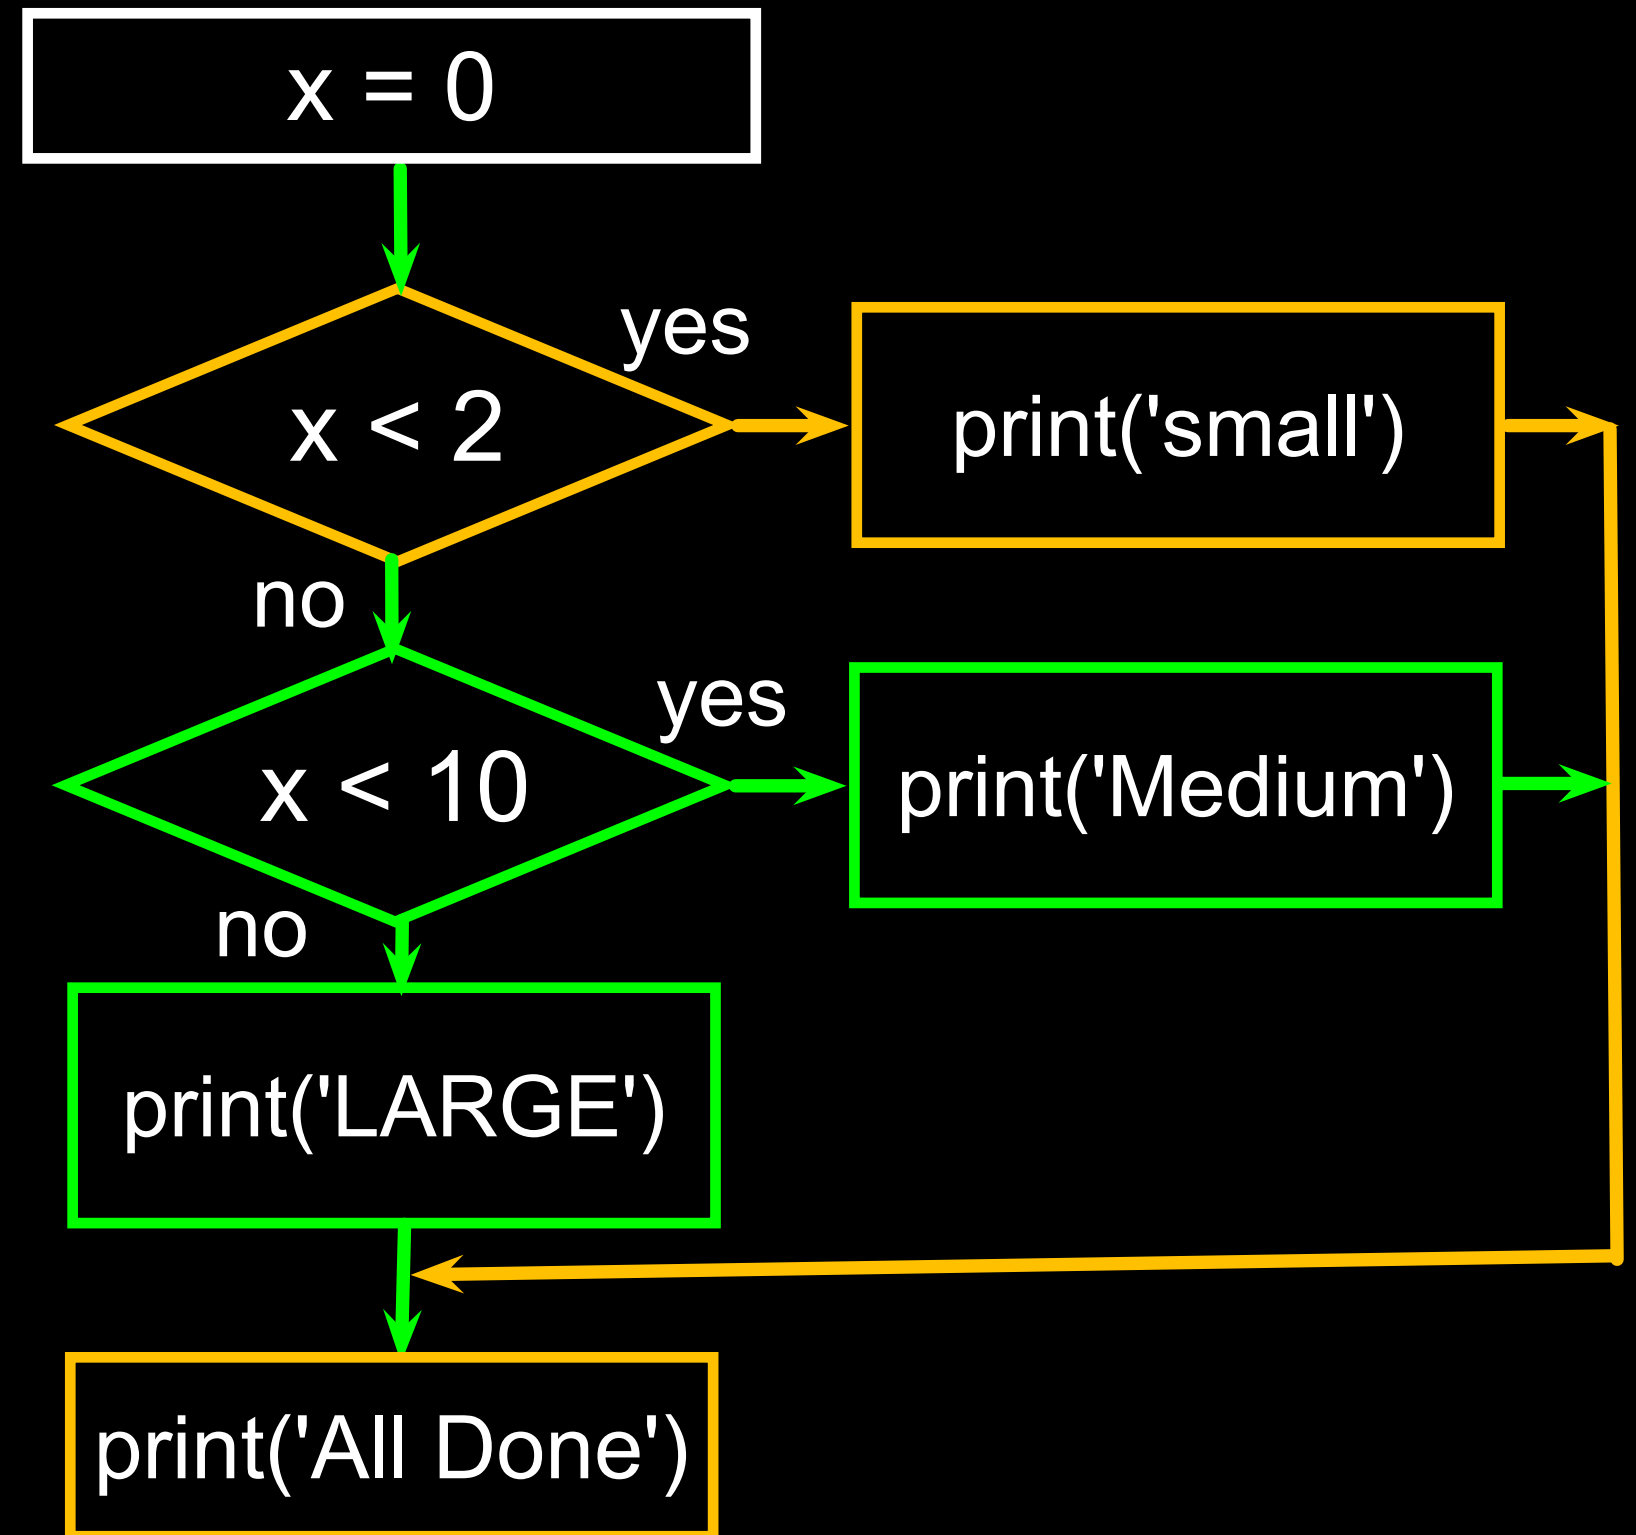 x = 0
yes
x < 2
print('small')
no
yes
x < 10
print('Medium')
no
print('LARGE')
print('All Done')